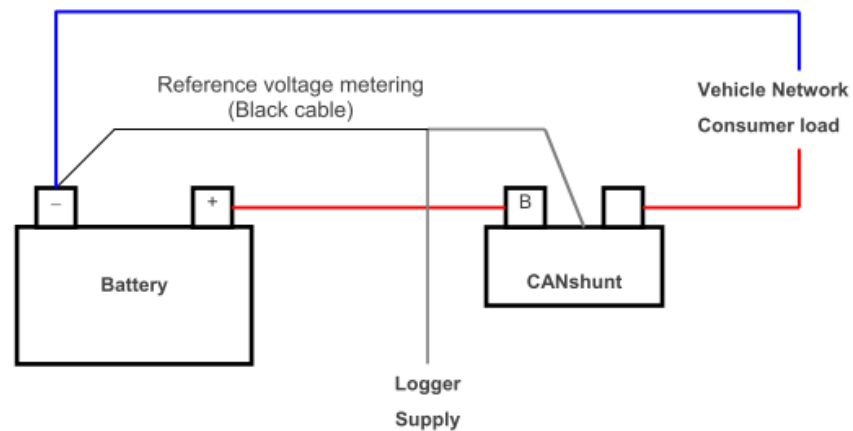 Reference voltage metering
(Black cable)
Vehicle Network
Consumer load
– + B
Battery
CANshunt
Logger
Supply